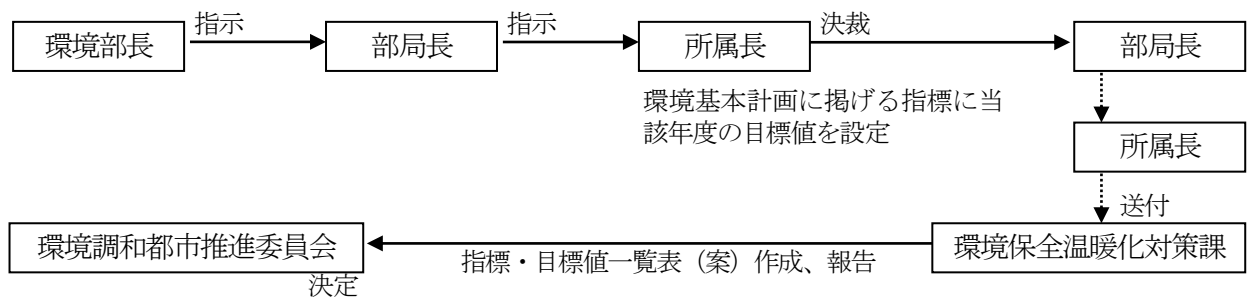 指示
指示
決裁
環境部長
部局長
所属長
部局長
環境基本計画に掲げる指標に当
該年度の目標値を設定
所属長
送付
環境調和都市推進委員会
環境保全温暖化対策課
指標・目標値一覧表（案）作成、報告
決定